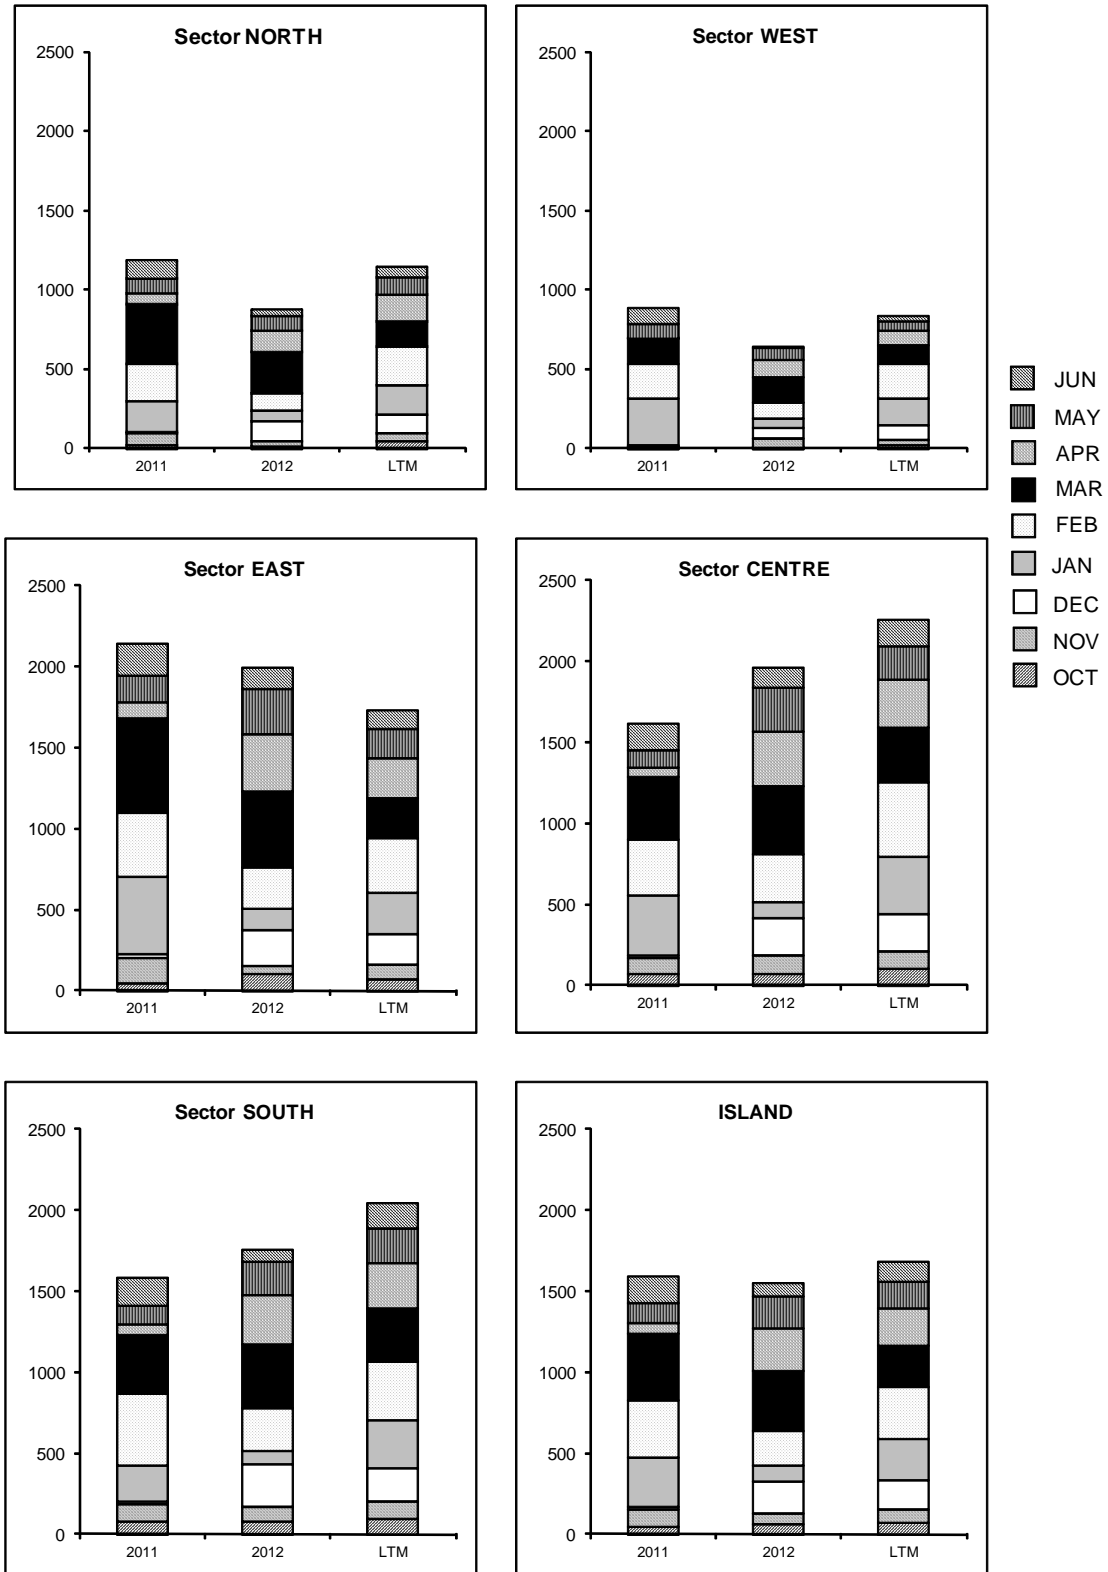 Sector NORTH
2500
2000
1500
1000
500
0
2011 2012 LTM
Sector WEST
2500
2000
1500
1000
500
0
2011 2012 LTM
JUN
MAY
APR
MAR
FEB
JAN
DEC
NOV
OCT
Sector EAST
2500
2000
1500
1000
500
0
2011 2012 LTM
Sector CENTRE
2500
2000
1500
1000
500
0
2011 2012 LTM
Sector SOUTH
2500
2000
1500
1000
500
0
2011 2012 LTM
ISLAND
2500
2000
1500
1000
500
0
2011 2012 LTM